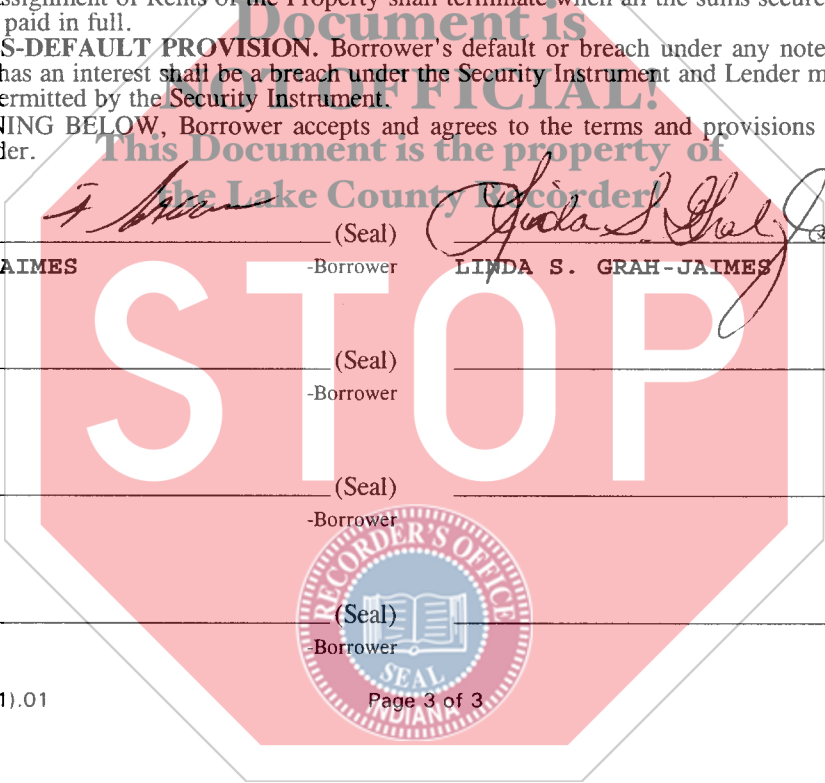 ssignment of Rents of the Property shall terminate when all the sums secure
paid in full.
S-DEFAULT PROVISION. Borrower's default or breach under any note
has an interest shall be a breach under the Security Instrument and Lender m
ermitted by the Security Instrument.
NING BELOW, Borrower accepts and agrees to the terms and provisions
der.
Document is
NOT OFFICIAL!
This Document is the property of
the Lake County Recorder!
(Seal)
AIMES -Borrower LINDA S. GRAH-JAIMES
Linda S. Grah Ja
STOP
(Seal)
-Borrower
(Seal)
-Borrower
(Seal)
-Borrower
RECORDER'S OFFICE
SEAL
INDIANA
1).01 Page 3 of 3